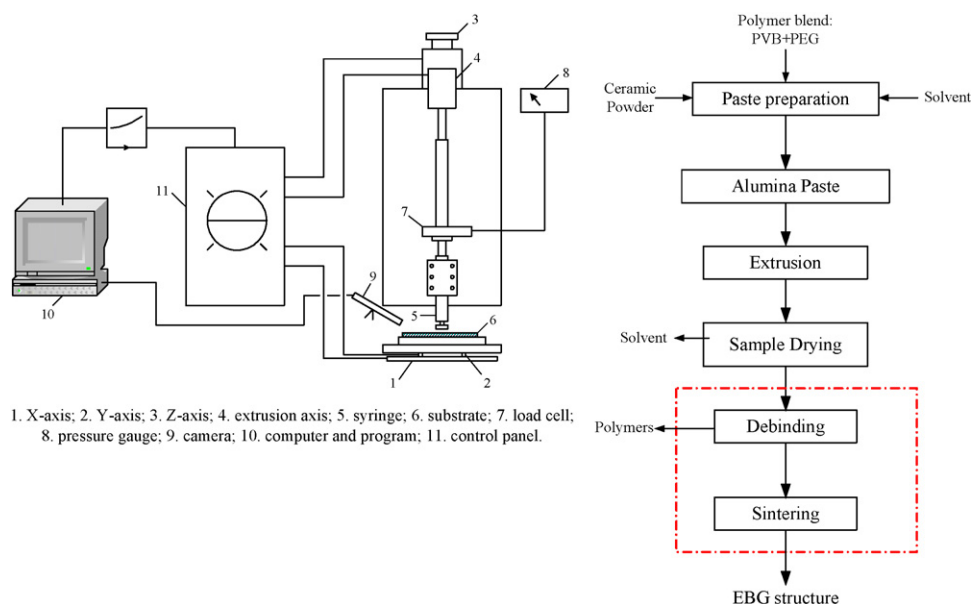 3
4
8
11
7
9
10
5
6
1
2
1. X-axis; 2. Y-axis; 3. Z-axis; 4. extrusion axis; 5. syringe; 6. substrate; 7. load cell;
8. pressure gauge; 9. camera; 10. computer and program; 11. control panel.
Polymer blend:
PVB+PEG
Ceramic
Powder
Paste preparation
Solvent
Alumina Paste
Extrusion
Solvent
Sample Drying
Polymers
Debinding
Sintering
EBG structure